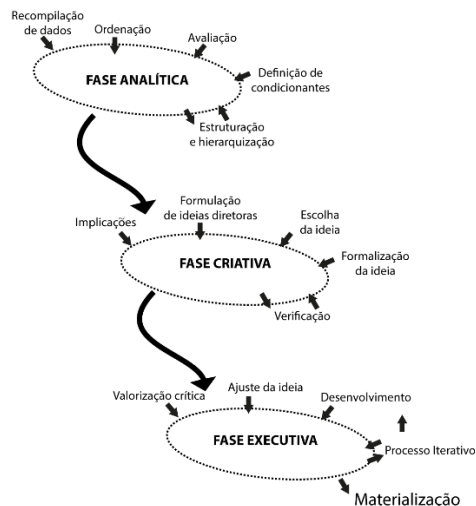 Recompilação
de dados
Ordenação
Avaliação
FASE ANALÍTICA
Definição de
condicionantes
Estruturação
e hierarquização
Formulação
de ideias diretoras
Implicações
Escolha
da ideia
FASE CRIATIVA
Formalização
da ideia
Verificação
Ajuste da ideia
Valorização crítica
Desenvolvimento
FASE EXECUTIVA
Processo Iterativo
Materialização